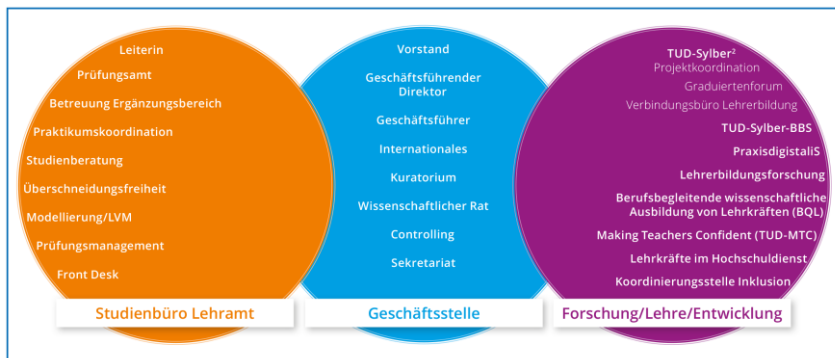 Leiterin
Prüfungsamt
Betreuung Ergänzungsbereich
Praktikumskoordination
Studienberatung
Überschneidungsfreiheit
Modellierung/LVM
Prüfungsmanagement
Front Desk
Studienbüro Lehramt
Vorstand
Geschäftsführender
Direktor
Geschäftsführer
Internationales
Kuratorium
Wissenschaftlicher Rat
Controlling
Sekretariat
Geschäftsstelle
TUD-Sylber²
Projektkoordination
Graduiertenforum
Verbindungsbüro Lehrerbildung
TUD-Sylber-BBS
PraxisdigistaliS
Lehrerbildungsforschung
Berufsbegleitende wissenschaftliche
Ausbildung von Lehrkräften (BQL)
Making Teachers Confident (TUD-MTC)
Lehrkräfte im Hochschuldienst
Koordinierungsstelle Inklusion
Forschung/Lehre/Entwicklung